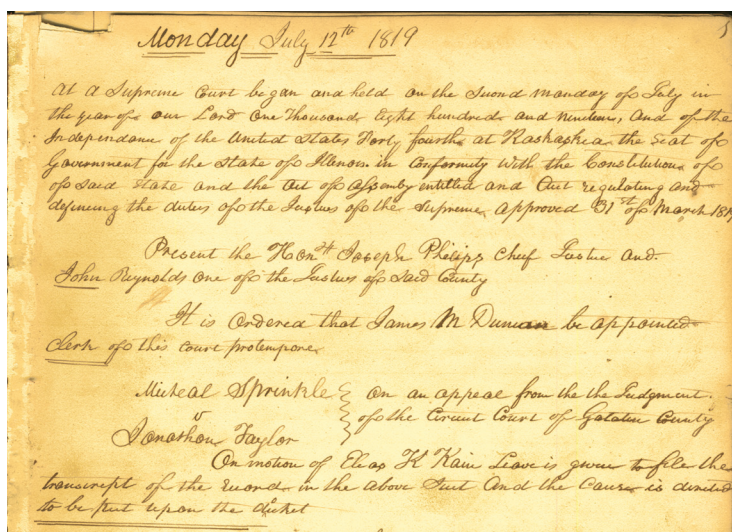 Monday July 12th 1819
At a Supreme Court began and held on the Second Monday of July in
the year of our Lord One Thousand Eight hundred and Nineteen, And of the
Independance of the United States Forty fourth at Kaskaskia the Seat of
Government for the State of Illinois in Conformity with the Constitution of
of Said State and the Act of Assemby entitled and Act regulating and
defineing the duties of the Justices of the Supreme approved 31st of March 1819
Present the Honbl Joseph Philips Cheif Justice and
John Reynolds one of the Justices of Said County
It is Ordered that James M Duncan be appointed
Clerk of this court protempore
Micheal Sprinkle
v
Jonathon Taylor
On an appeal from the the Judgment
of the Circuit Court of Galatin County
On motion of Elias K Kain Leave is given to file the
transcript of the record in the above Suit And the Cause is directed
to be put upon the docket